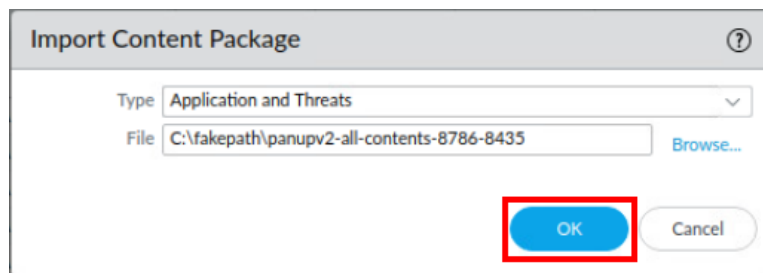 Import Content Package ?
Type Application and Threats
File C:\fakepath\panupv2-all-contents-8786-8435 Browse...
OK Cancel